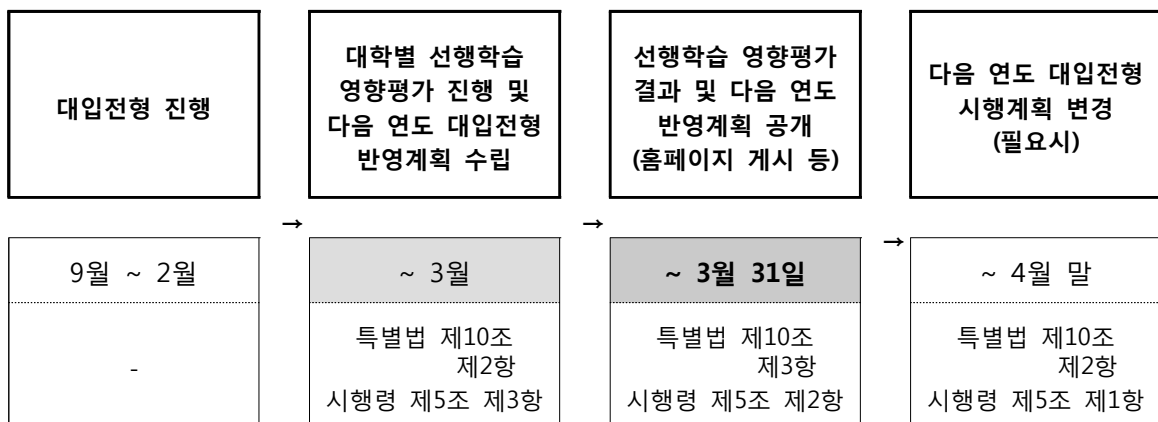 대입전형 진행
대학별 선행학습
영향평가 진행 및
다음 연도 대입전형
반영계획 수립
선행학습 영향평가
결과 및 다음 연도
반영계획 공개
(홈페이지 게시 등)
다음 연도 대입전형
시행계획 변경
(필요시)
→
→
→
9월 ~ 2월
~ 3월
~ 3월 31일
~ 4월 말
-
특별법 제10조
제2항
시행령 제5조 제3항
특별법 제10조
제3항
시행령 제5조 제2항
특별법 제10조
제2항
시행령 제5조 제1항